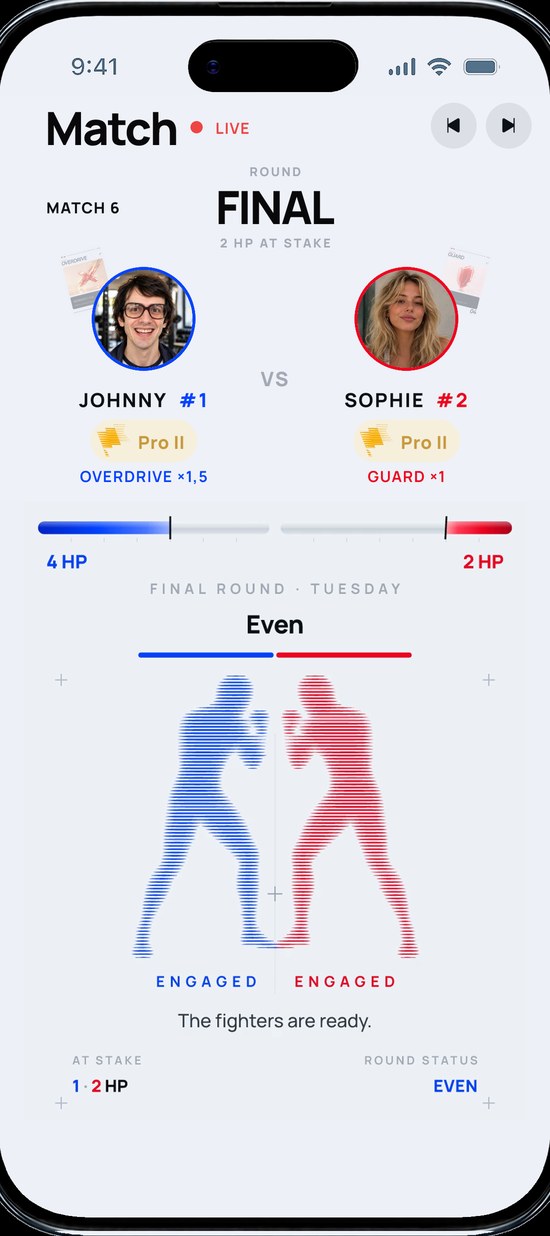 9:41
Match LIVE
ROUND
MATCH 6
FINAL
2 HP AT STAKE
OVERDRIVE
GUARD
VS
JOHNNY #1
SOPHIE #2
Pro II
Pro II
OVERDRIVE ×1,5
GUARD ×1
4 HP
2 HP
FINAL ROUND · TUESDAY
Even
ENGAGED
ENGAGED
The fighters are ready.
AT STAKE
ROUND STATUS
1 · 2 HP
EVEN